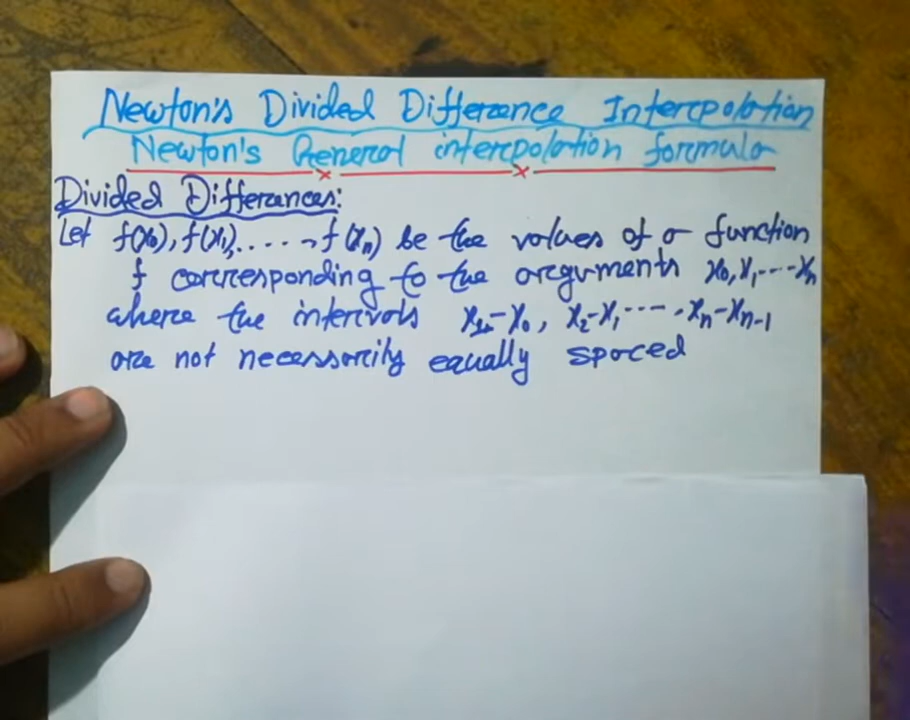 Newton's Divided Difference Interpolation
Newton's General interpolation formula
Divided Differences:
Let f(x₀), f(x₁), . . . . , f(xₙ) be the values of a function
f corresponding to the arguments x₀, x₁, ---- xₙ
where the intervals x₁-x₀, x₂-x₁ ---- , xₙ-xₙ₋₁
are not necessarily equally spaced